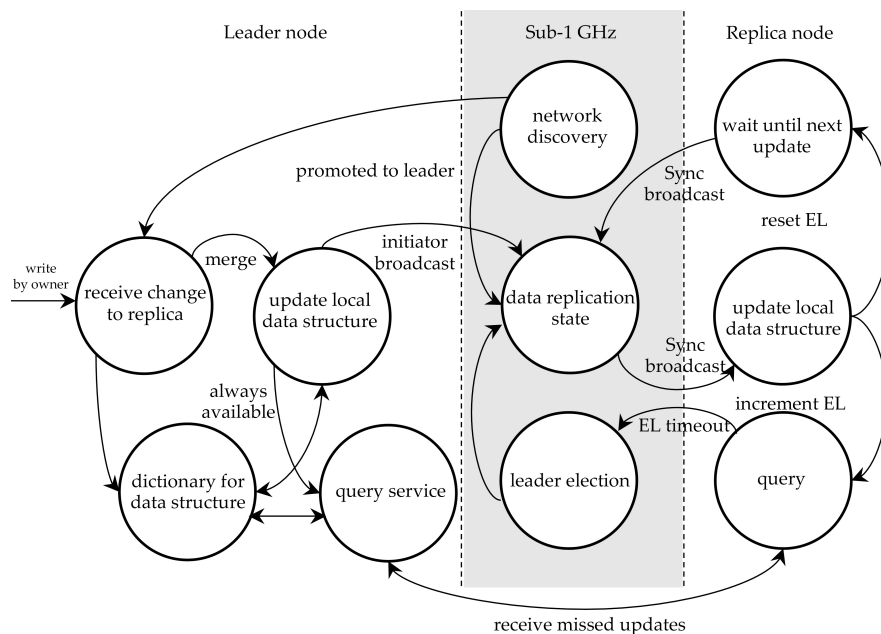 Leader node
Sub-1 GHz
Replica node
network
discovery
wait until next
update
promoted to leader
Sync
broadcast
reset EL
write
by owner
receive change
to replica
merge
update local
data structure
initiator
broadcast
data replication
state
update local
data structure
Sync
broadcast
always
available
increment EL
EL timeout
dictionary for
data structure
query service
leader election
query
receive missed updates